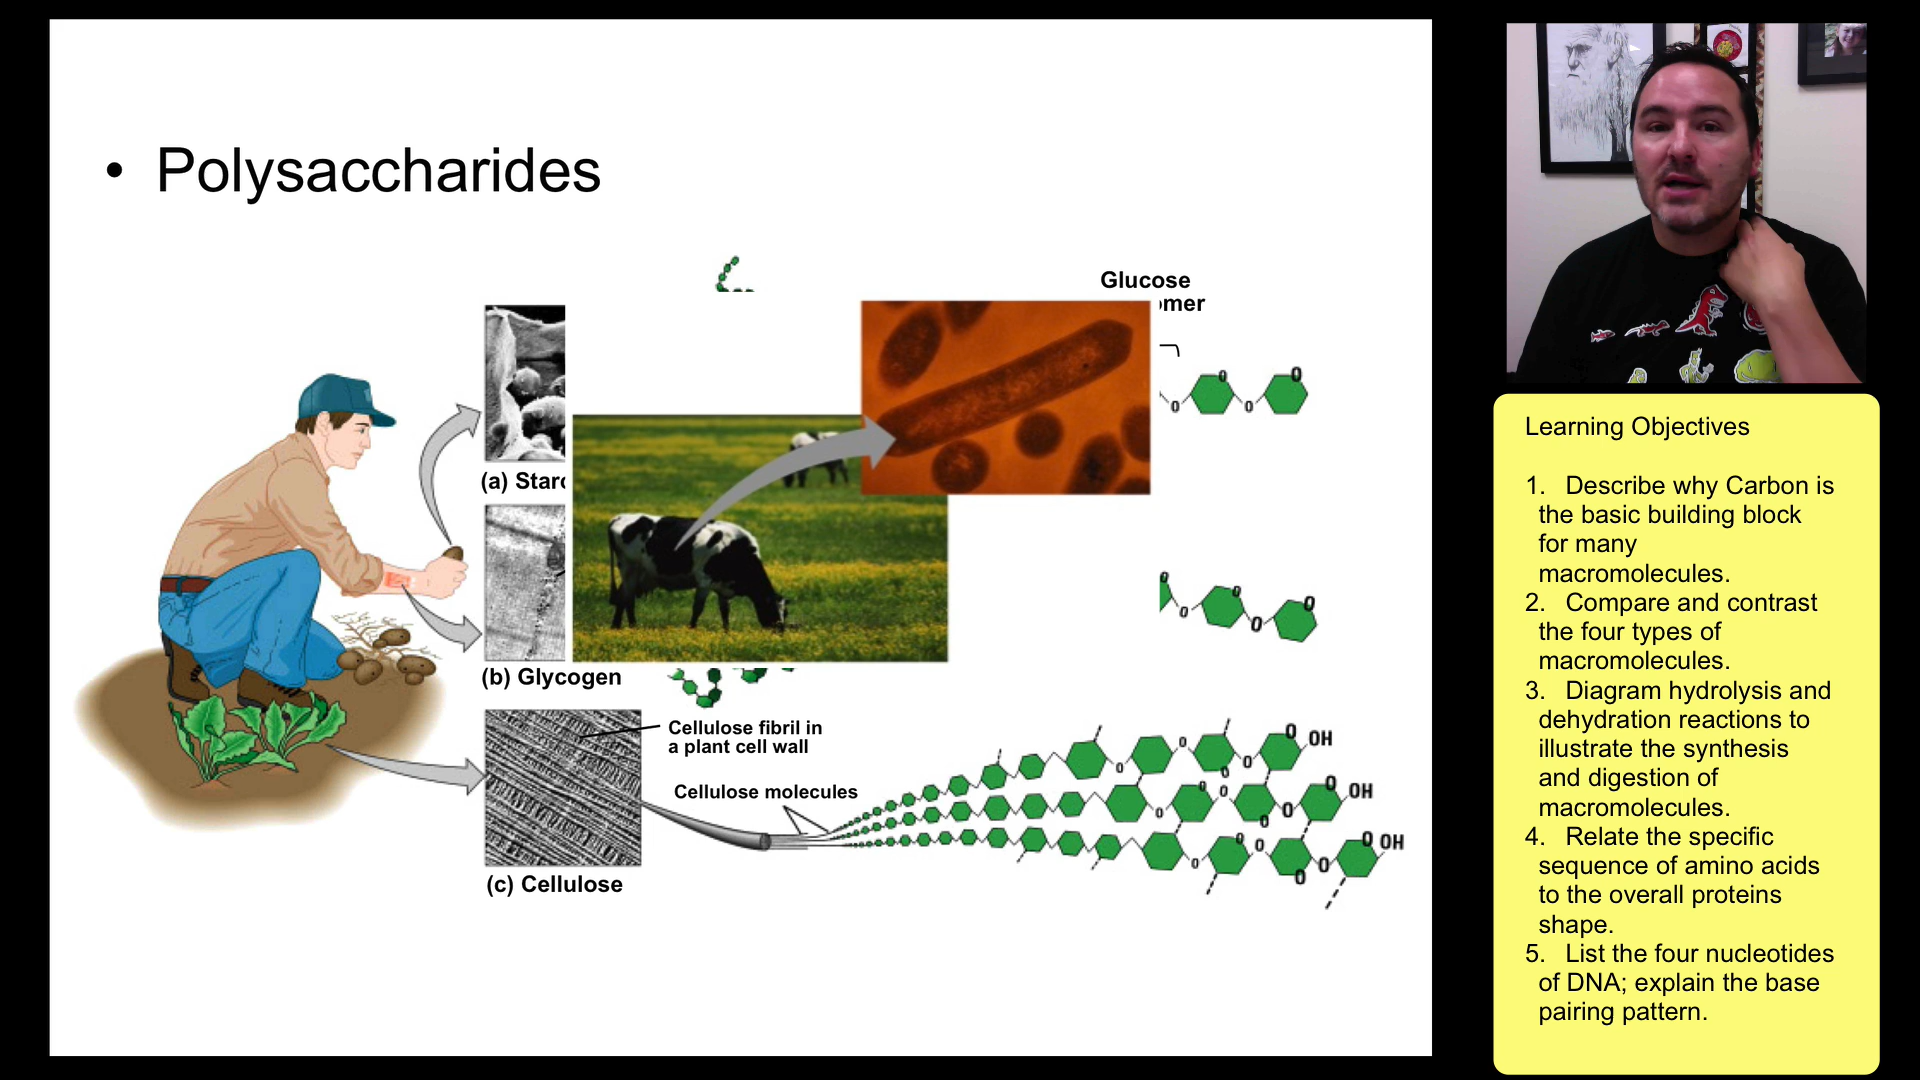 • Polysaccharides
Glucose
omer
(a) Starc
(b) Glycogen
Cellulose fibril in
a plant cell wall
Cellulose molecules
(c) Cellulose
O O
O O
O O
O O
O O OH
O O
O O OH
O O
O O O OH
O O
O
Learning Objectives
1. Describe why Carbon is
the basic building block
for many
macromolecules.
2. Compare and contrast
the four types of
macromolecules.
3. Diagram hydrolysis and
dehydration reactions to
illustrate the synthesis
and digestion of
macromolecules.
4. Relate the specific
sequence of amino acids
to the overall proteins
shape.
5. List the four nucleotides
of DNA; explain the base
pairing pattern.